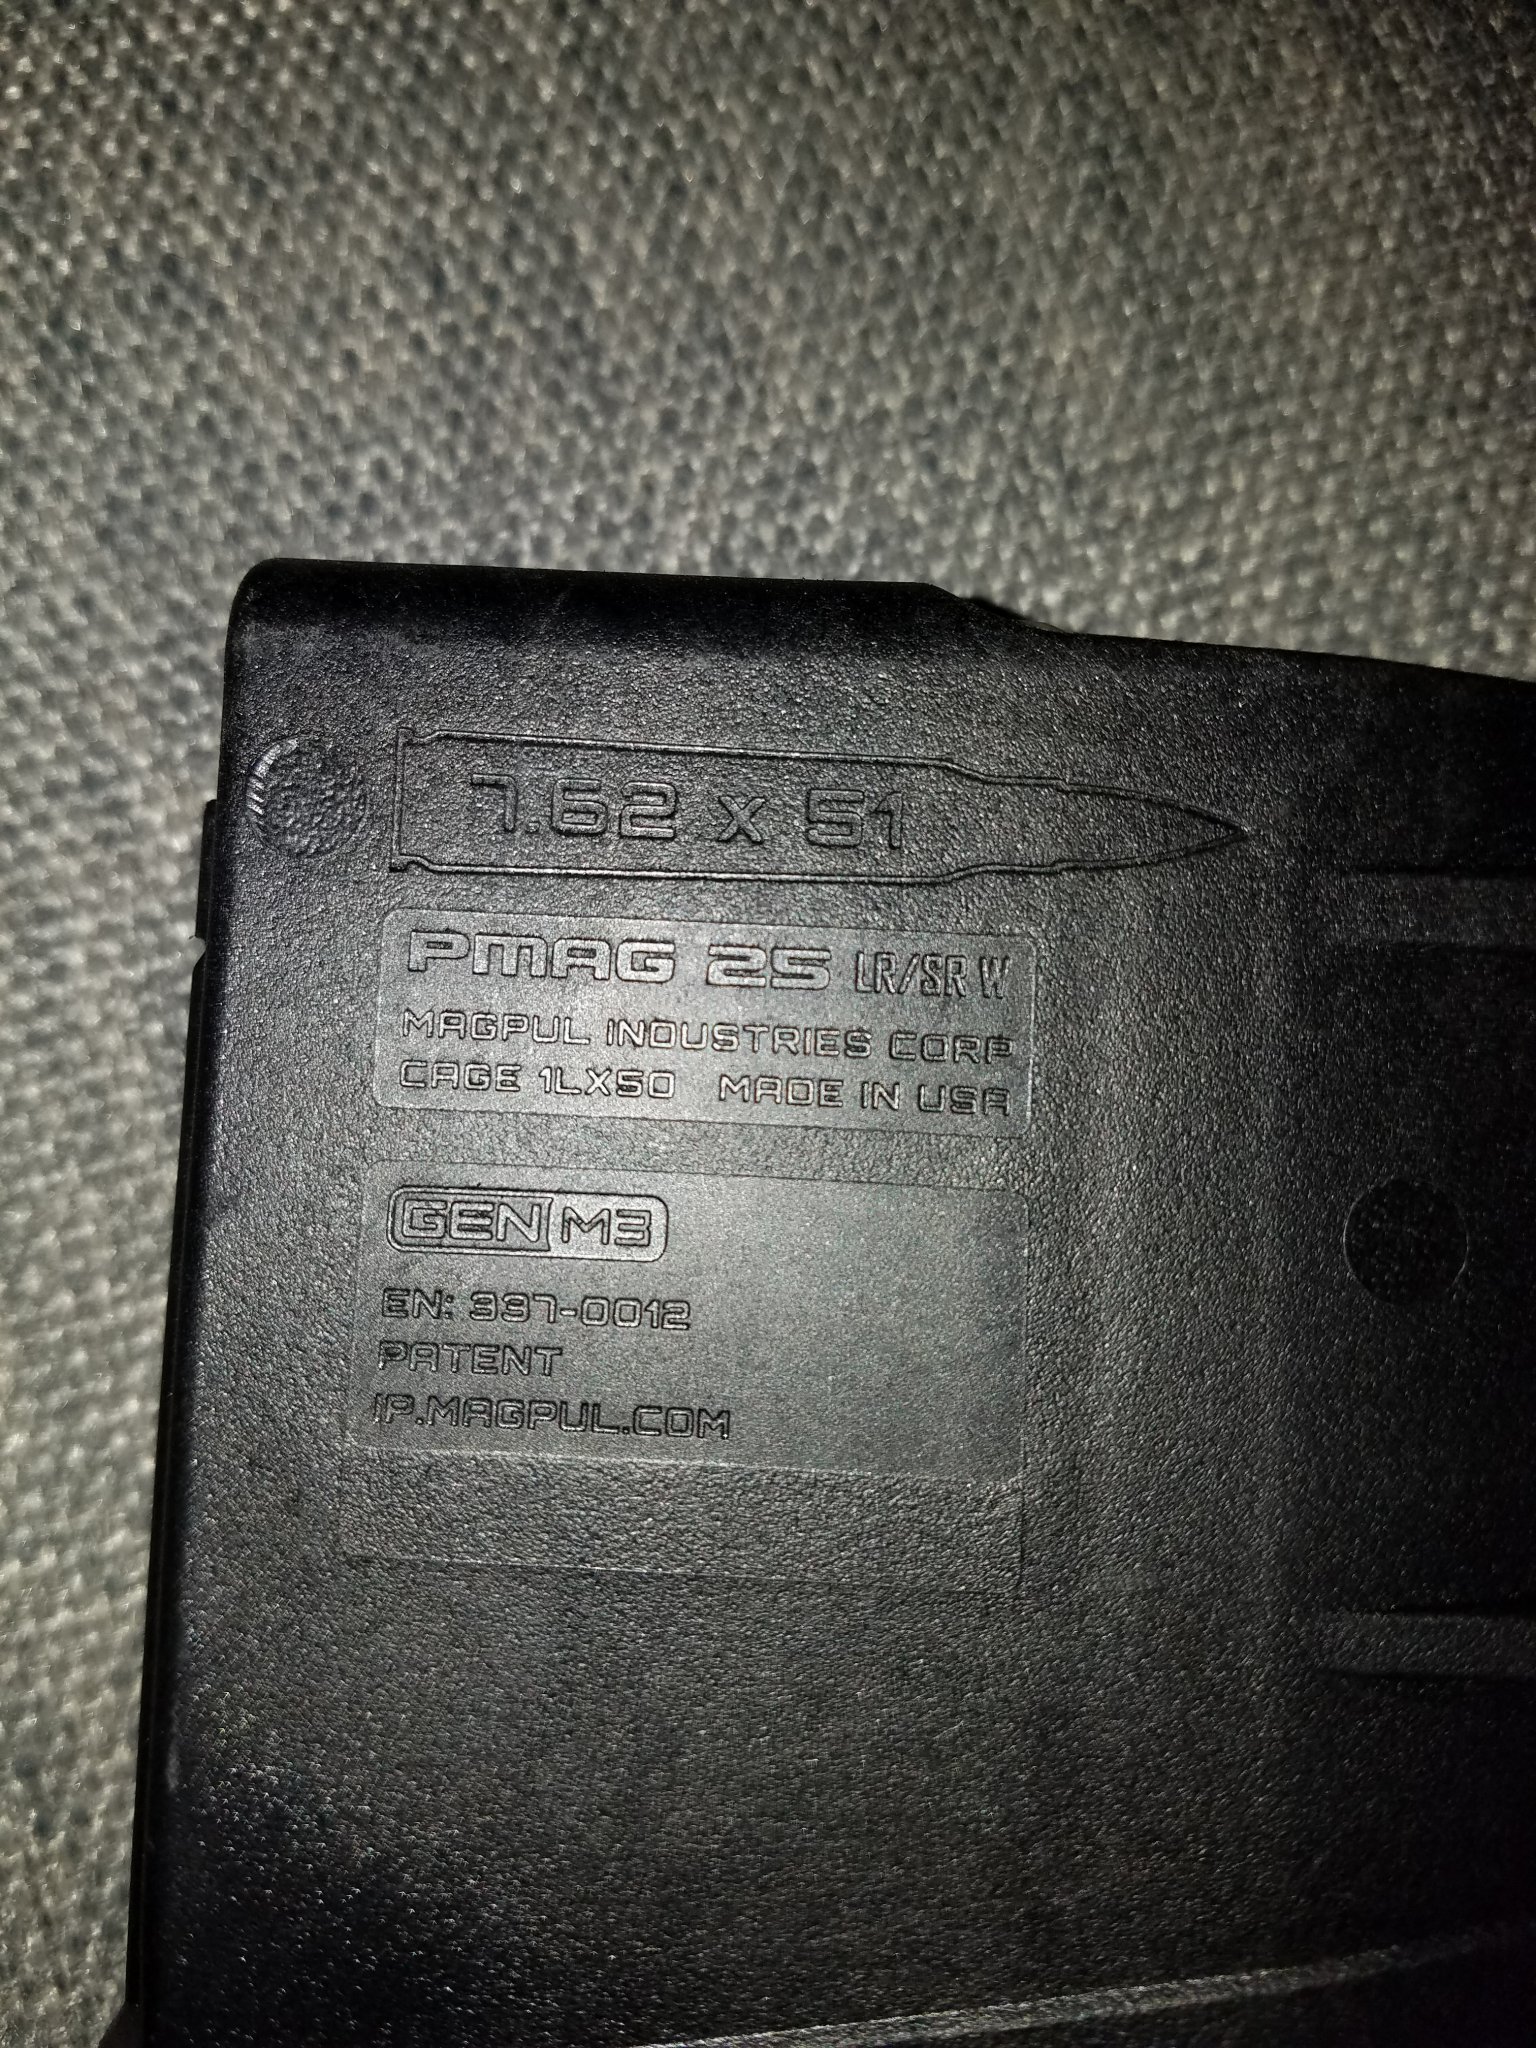 7.62 x 51
PMAG 25 LR/SR W
MAGPUL INDUSTRIES CORP
CAGE 1LX50 MADE IN USA
GEN M3
EN: 337-0012
PATENT
IP.MAGPUL.COM